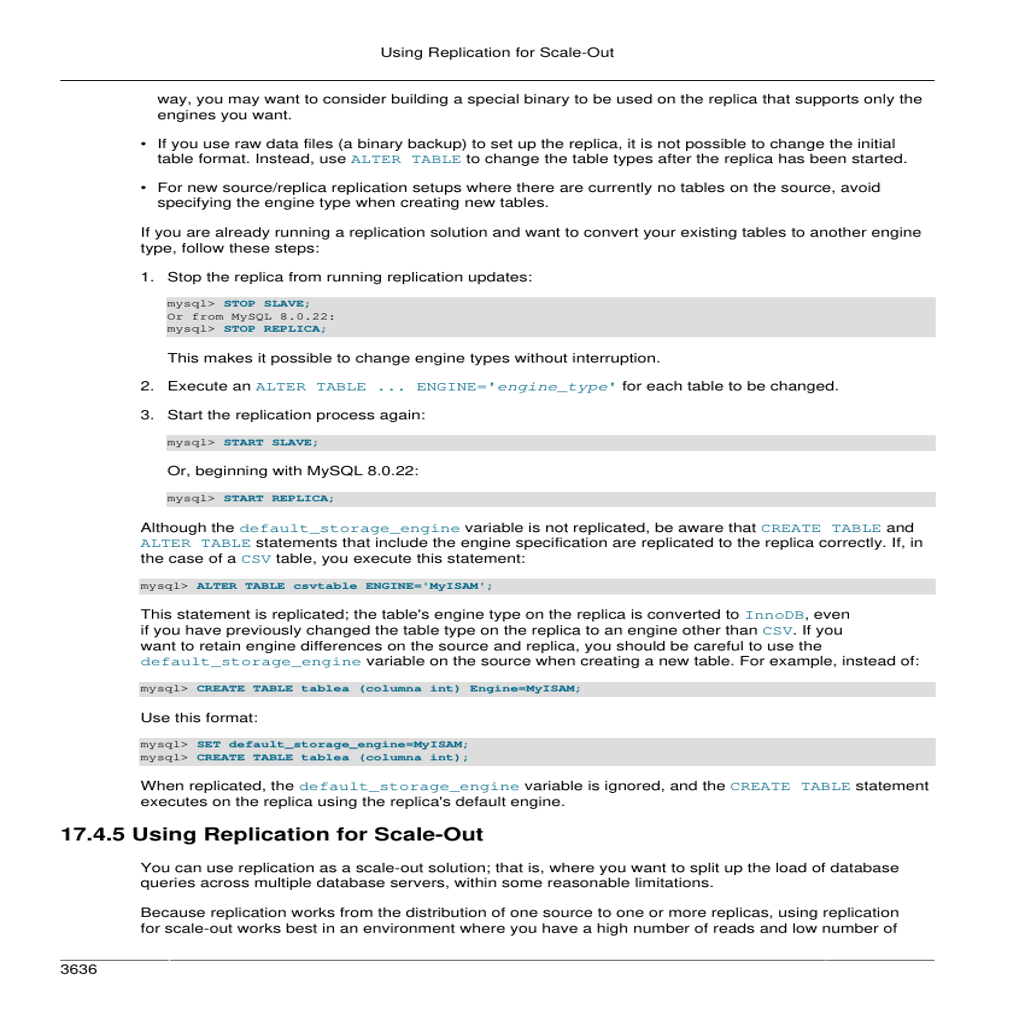 Using Replication for Scale-Out
way, you may want to consider building a special binary to be used on the replica that supports only the
engines you want.
• If you use raw data files (a binary backup) to set up the replica, it is not possible to change the initial
table format. Instead, use ALTER TABLE to change the table types after the replica has been started.
• For new source/replica replication setups where there are currently no tables on the source, avoid
specifying the engine type when creating new tables.
If you are already running a replication solution and want to convert your existing tables to another engine
type, follow these steps:
1. Stop the replica from running replication updates:
mysql> STOP SLAVE;
Or from MySQL 8.0.22:
mysql> STOP REPLICA;
This makes it possible to change engine types without interruption.
2. Execute an ALTER TABLE ... ENGINE='engine_type' for each table to be changed.
3. Start the replication process again:
mysql> START SLAVE;
Or, beginning with MySQL 8.0.22:
mysql> START REPLICA;
Although the default_storage_engine variable is not replicated, be aware that CREATE TABLE and
ALTER TABLE statements that include the engine specification are replicated to the replica correctly. If, in
the case of a CSV table, you execute this statement:
mysql> ALTER TABLE csvtable ENGINE='MyISAM';
This statement is replicated; the table's engine type on the replica is converted to InnoDB, even
if you have previously changed the table type on the replica to an engine other than CSV. If you
want to retain engine differences on the source and replica, you should be careful to use the
default_storage_engine variable on the source when creating a new table. For example, instead of:
mysql> CREATE TABLE tablea (columna int) Engine=MyISAM;
Use this format:
mysql> SET default_storage_engine=MyISAM;
mysql> CREATE TABLE tablea (columna int);
When replicated, the default_storage_engine variable is ignored, and the CREATE TABLE statement
executes on the replica using the replica's default engine.
17.4.5 Using Replication for Scale-Out
You can use replication as a scale-out solution; that is, where you want to split up the load of database
queries across multiple database servers, within some reasonable limitations.
Because replication works from the distribution of one source to one or more replicas, using replication
for scale-out works best in an environment where you have a high number of reads and low number of
3636